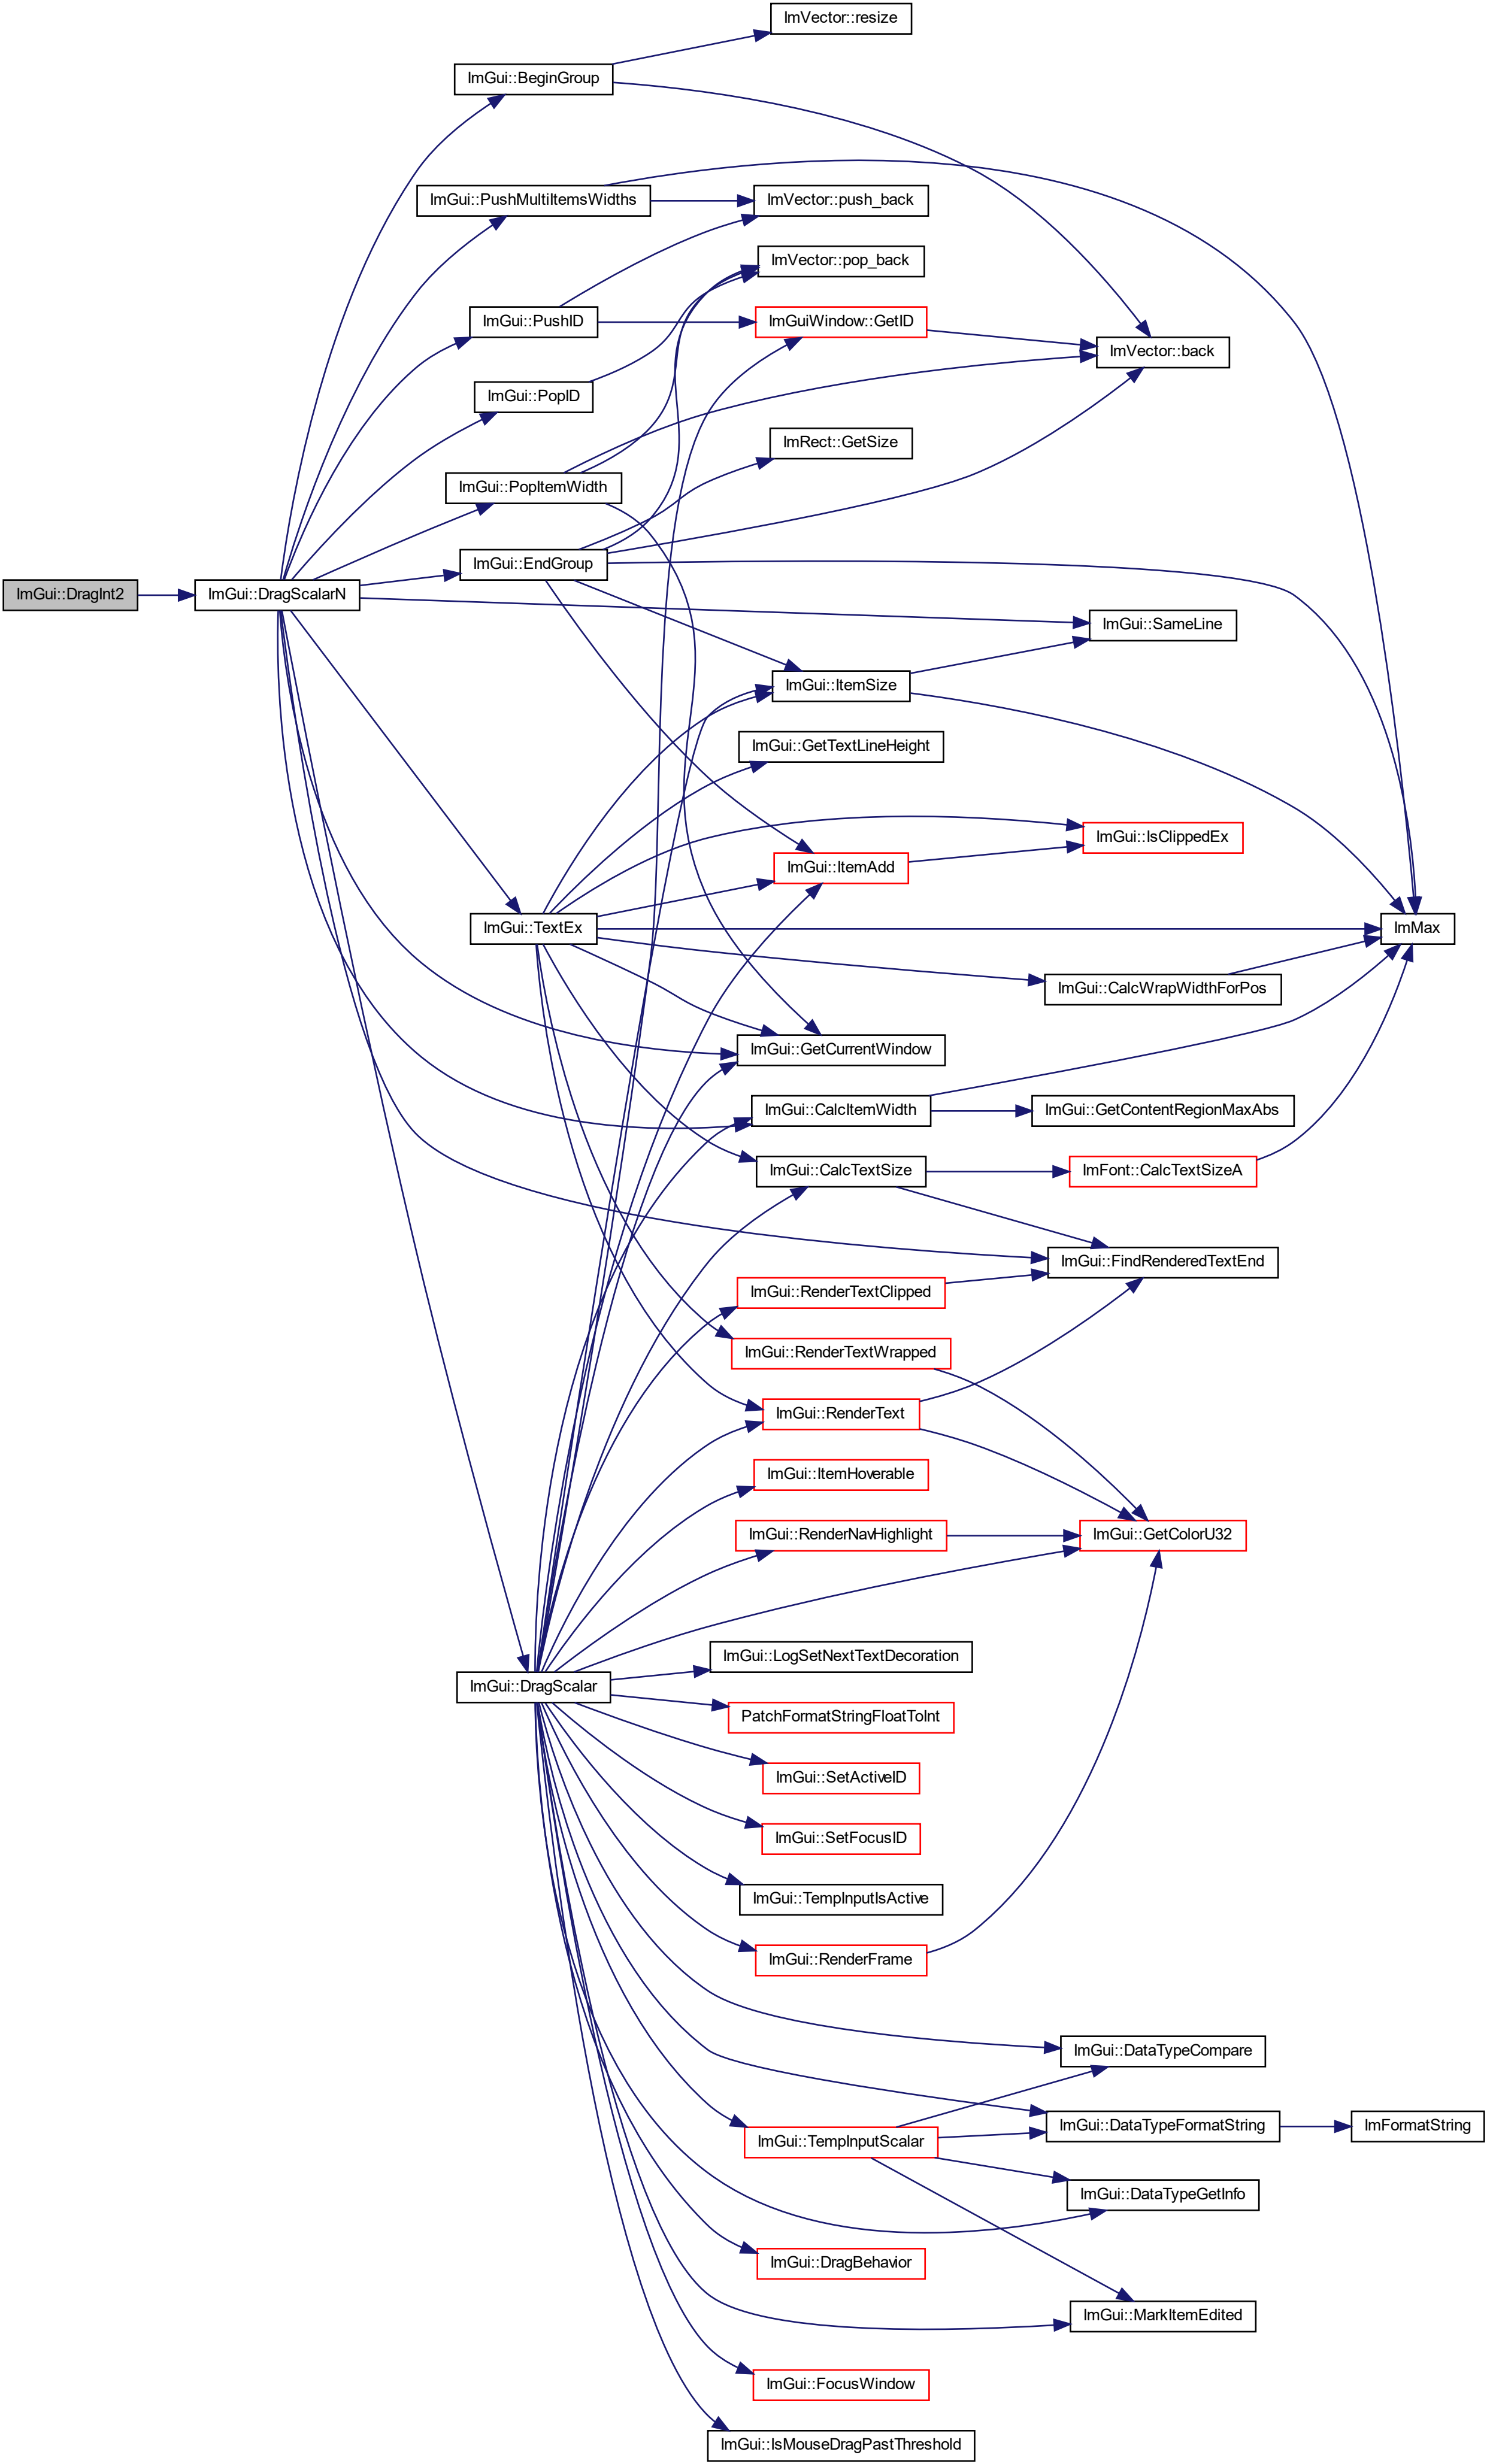 ImVector::resize
ImGui::BeginGroup
ImGui::PushMultiItemsWidths
ImVector::push_back
ImVector::pop_back
ImGui::PushID
ImGuiWindow::GetID
ImVector::back
ImGui::PopID
ImRect::GetSize
ImGui::PopItemWidth
ImGui::EndGroup
ImGui::DragInt2
ImGui::DragScalarN
ImGui::SameLine
ImGui::ItemSize
ImGui::GetTextLineHeight
ImGui::IsClippedEx
ImGui::ItemAdd
ImGui::TextEx
ImMax
ImGui::CalcWrapWidthForPos
ImGui::GetCurrentWindow
ImGui::CalcItemWidth
ImGui::GetContentRegionMaxAbs
ImGui::CalcTextSize
ImFont::CalcTextSizeA
ImGui::FindRenderedTextEnd
ImGui::RenderTextClipped
ImGui::RenderTextWrapped
ImGui::RenderText
ImGui::ItemHoverable
ImGui::RenderNavHighlight
ImGui::GetColorU32
ImGui::LogSetNextTextDecoration
ImGui::DragScalar
PatchFormatStringFloatToInt
ImGui::SetActiveID
ImGui::SetFocusID
ImGui::TempInputIsActive
ImGui::RenderFrame
ImGui::DataTypeCompare
ImGui::DataTypeFormatString
ImFormatString
ImGui::TempInputScalar
ImGui::DataTypeGetInfo
ImGui::DragBehavior
ImGui::MarkItemEdited
ImGui::FocusWindow
ImGui::IsMouseDragPastThreshold